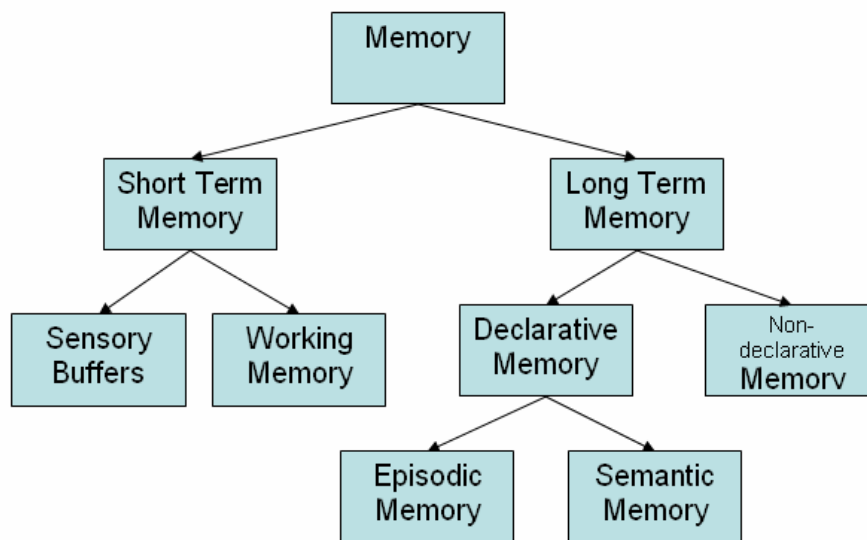 Memory
Short Term
Memory
Long Term
Memory
Sensory
Buffers
Working
Memory
Declarative
Memory
Non-
declarative
Memory
Episodic
Memory
Semantic
Memory